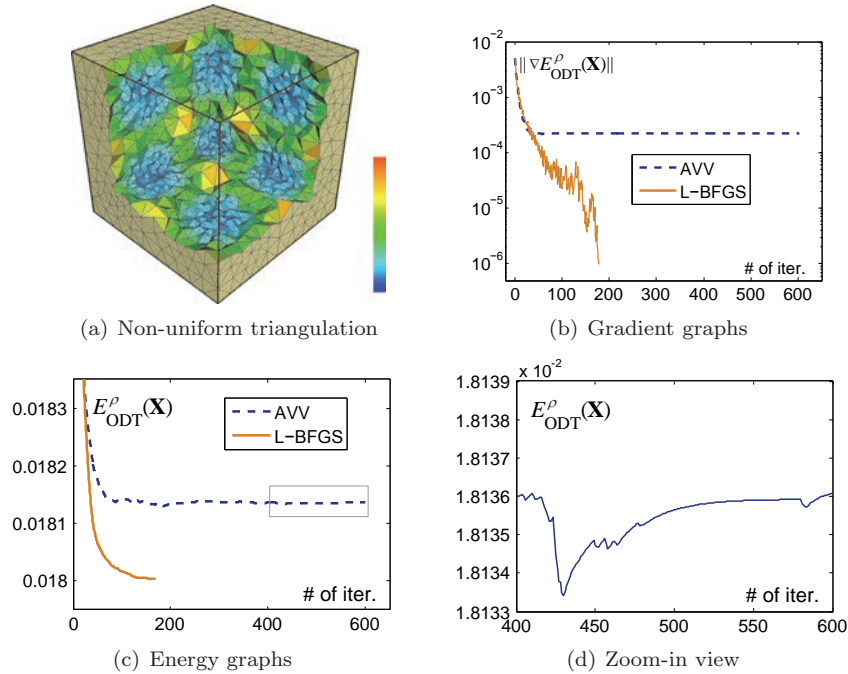 (a) Non-uniform triangulation
10⁻²
10⁻³
10⁻⁴
10⁻⁵
10⁻⁶
|| ∇E^ρ_ODT(X)||
AVV
L−BFGS
# of iter.
0 100 200 300 400 500 600
(b) Gradient graphs
0.0183
0.0182
0.0181
0.018
E^ρ_ODT(X)
AVV
L−BFGS
# of iter.
0 200 400 600
(c) Energy graphs
x 10⁻²
1.8139
1.8138
1.8137
1.8136
1.8135
1.8134
1.8133
E^ρ_ODT(X)
# of iter.
400 450 500 550 600
(d) Zoom-in view